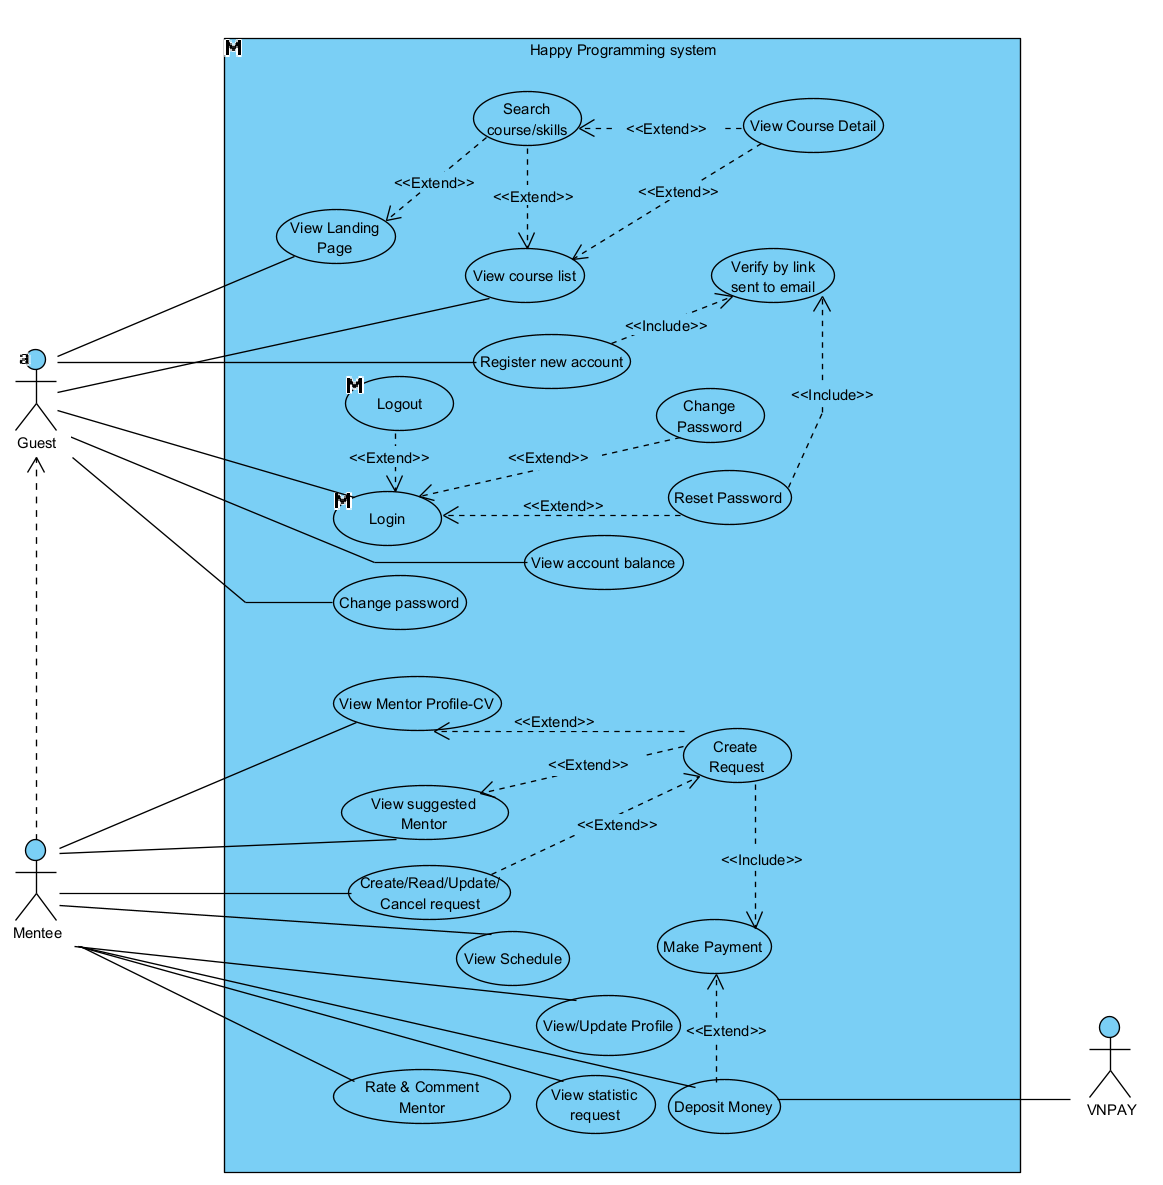 M
Happy Programming system
Search
course/skills
<<Extend>>
View Course Detail
<<Extend>>
<<Extend>>
<<Extend>>
View Landing
Page
View course list
Verify by link
sent to email
<<Include>>
a
Register new account
Guest
M
Logout
Change
Password
<<Include>>
<<Extend>>
<<Extend>>
M
Login
<<Extend>>
Reset Password
View account balance
Change password
View Mentor Profile-CV
<<Extend>>
Create
Request
<<Extend>>
View suggested
Mentor
<<Extend>>
Create/Read/Update/
Cancel request
<<Include>>
Mentee
View Schedule
Make Payment
View/Update Profile
<<Extend>>
Rate & Comment
Mentor
View statistic
request
Deposit Money
VNPAY